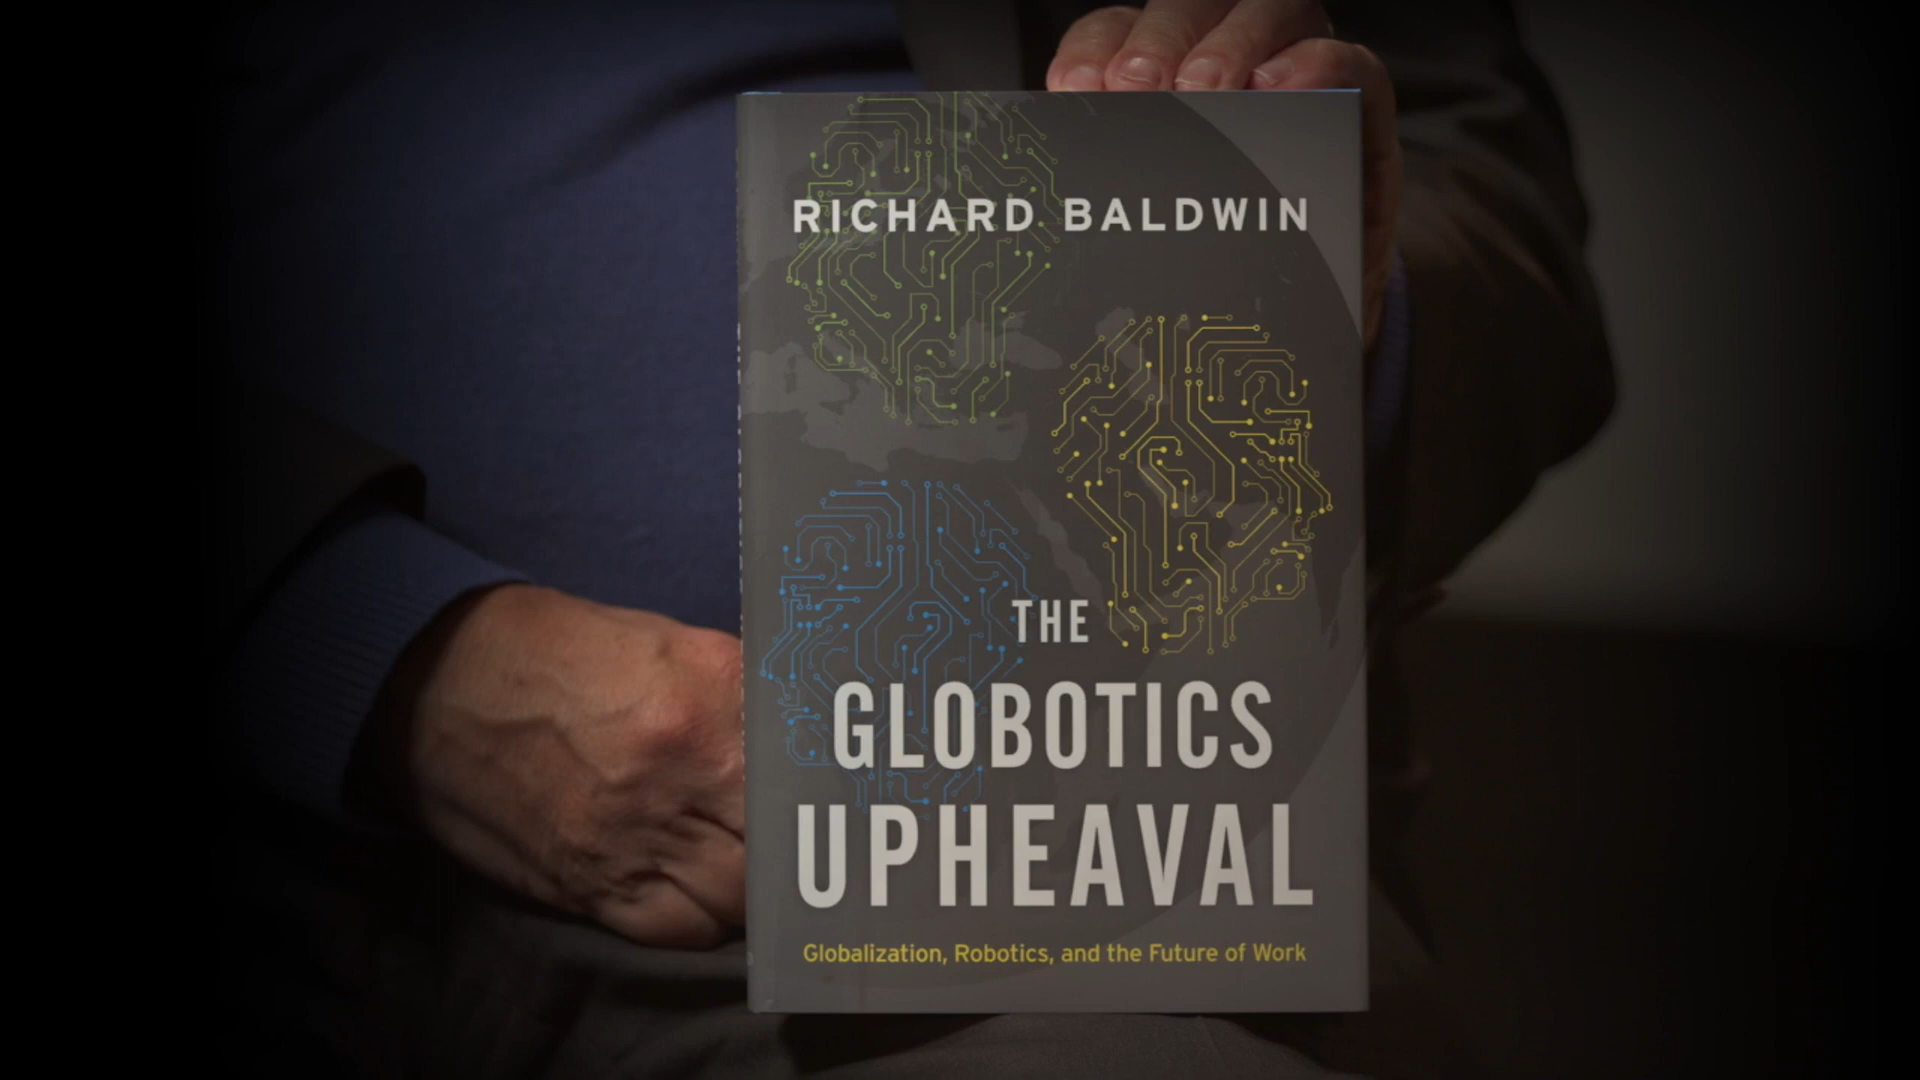 RICHARD BALDWIN
THE
GLOBOTICS
UPHEAVAL
Globalization, Robotics, and the Future of Work